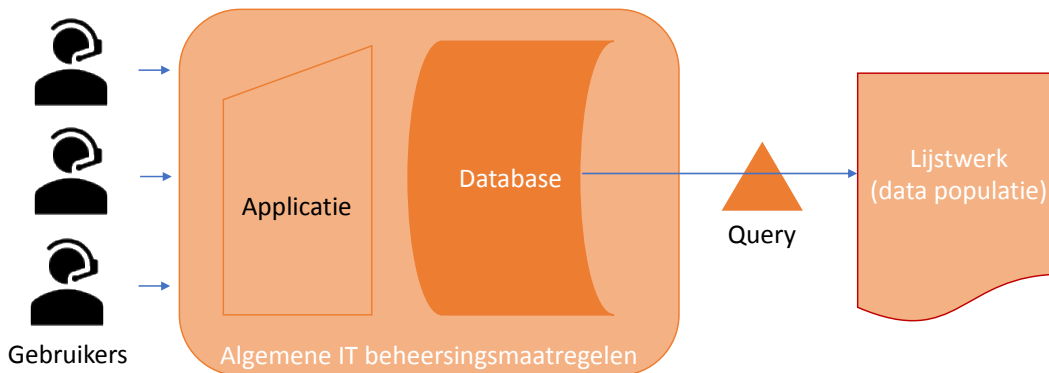 Gebruikers
Applicatie
Database
Algemene IT beheersingsmaatregelen
Query
Lijstwerk
(data populatie)